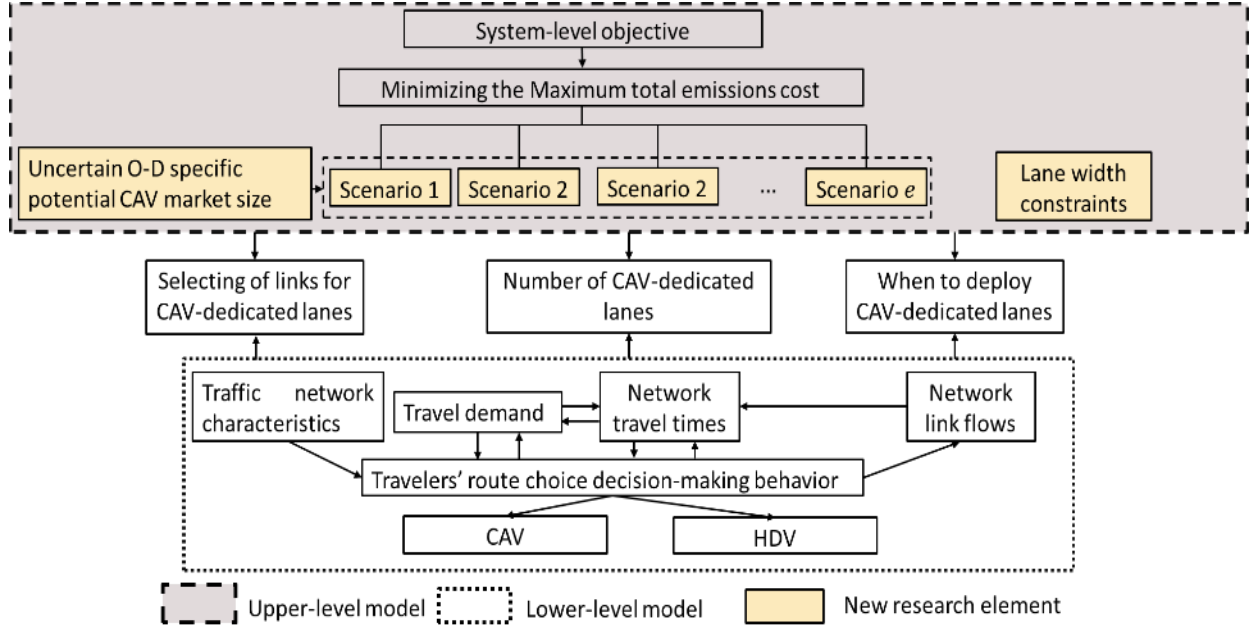 System-level objective
Minimizing the Maximum total emissions cost
Uncertain O-D specific
potential CAV market size
Scenario 1
Scenario 2
Scenario 2
...
Scenario e
Lane width
constraints
Selecting of links for
CAV-dedicated lanes
Number of CAV-dedicated
lanes
When to deploy
CAV-dedicated lanes
Traffic network
characteristics
Travel demand
Network
travel times
Network
link flows
Travelers' route choice decision-making behavior
CAV
HDV
Upper-level model
Lower-level model
New research element